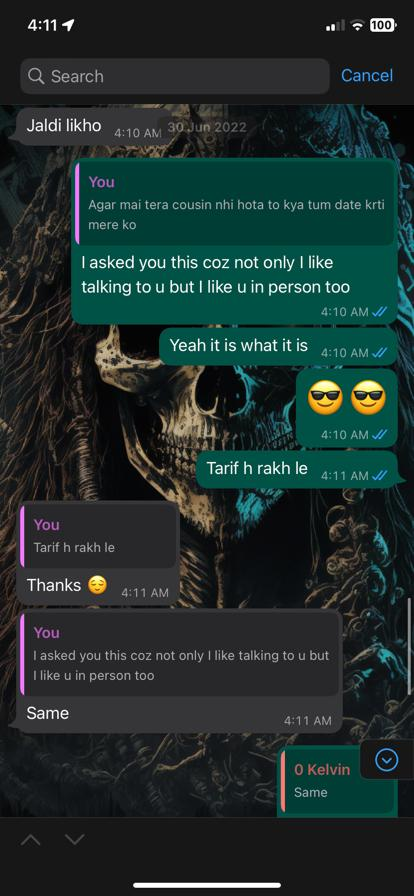 4:11
100
Search
Cancel
Jaldi likho
4:10 AM
30 Jun 2022
You
Agar mai tera cousin nhi hota to kya tum date krti
mere ko
I asked you this coz not only I like
talking to u but I like u in person too
4:10 AM
Yeah it is what it is
4:10 AM
😎😎
4:10 AM
Tarif h rakh le
4:11 AM
You
Tarif h rakh le
Thanks 😌
4:11 AM
You
I asked you this coz not only I like talking to u but
I like u in person too
Same
4:11 AM
0 Kelvin
Same